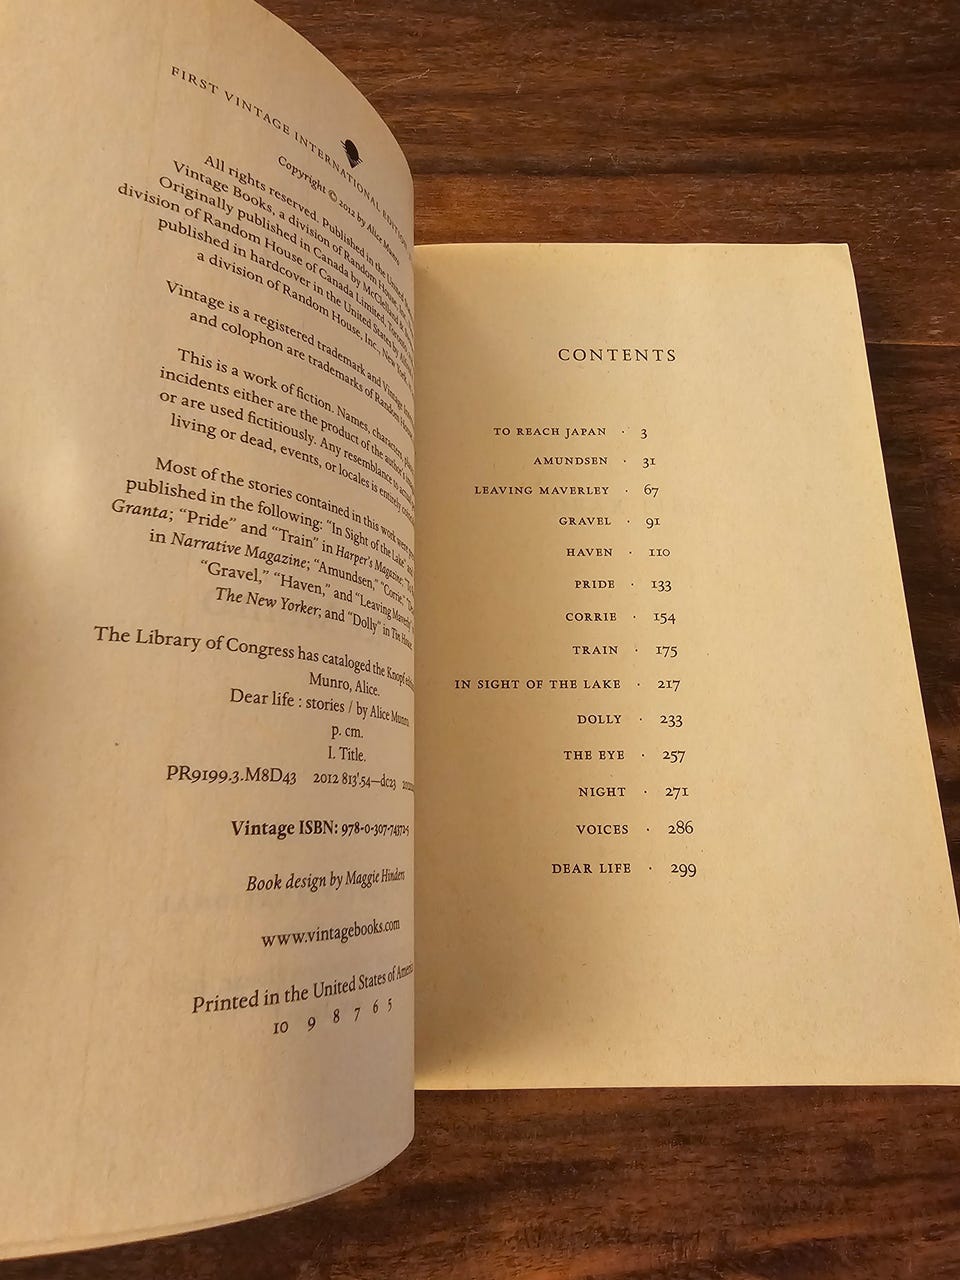 FIRST VINTAGE INTERNATIONAL EDITION
Copyright © 2012 by Alice Munro
All rights reserved. Published in the United
Vintage Books, a division of Random House, Inc.,
Originally published in Canada by McClelland &
division of Random House of Canada Limited, Toronto,
published in hardcover in the United States by
a division of Random House, Inc., New York,
Vintage is a registered trademark and Vintage
and colophon are trademarks of Random House
This is a work of fiction. Names, characters,
incidents either are the product of the author's
or are used fictitiously. Any resemblance to actual
living or dead, events, or locales is entirely
Most of the stories contained in this work were
published in the following: "In Sight of the Lake"
Granta; "Pride" and "Train" in Harper's Magazine;
in Narrative Magazine; "Amundsen," "Corrie,"
"Gravel," "Haven," and "Leaving Maverley"
The New Yorker; and "Dolly" in Tin House.
The Library of Congress has cataloged the Knopf
Munro, Alice.
Dear life : stories / by Alice Munro.
p. cm.
I. Title.
PR9199.3.M8D43 2012 813'.54—dc23
Vintage ISBN: 978-0-307-74372-5
Book design by Maggie Hinders
www.vintagebooks.com
Printed in the United States of America
10 9 8 7 6 5
CONTENTS
TO REACH JAPAN · 3
AMUNDSEN · 31
LEAVING MAVERLEY · 67
GRAVEL · 91
HAVEN · 110
PRIDE · 133
CORRIE · 154
TRAIN · 175
IN SIGHT OF THE LAKE · 217
DOLLY · 233
THE EYE · 257
NIGHT · 271
VOICES · 286
DEAR LIFE · 299